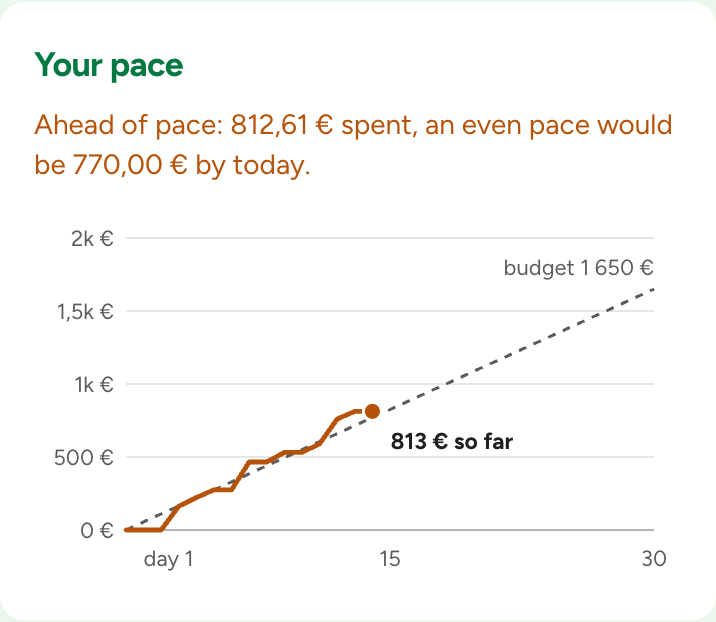 Your pace
Ahead of pace: 812,61 € spent, an even pace would
be 770,00 € by today.
2k €
budget 1 650 €
1,5k €
1k €
813 € so far
500 €
0 €
day 1
15
30